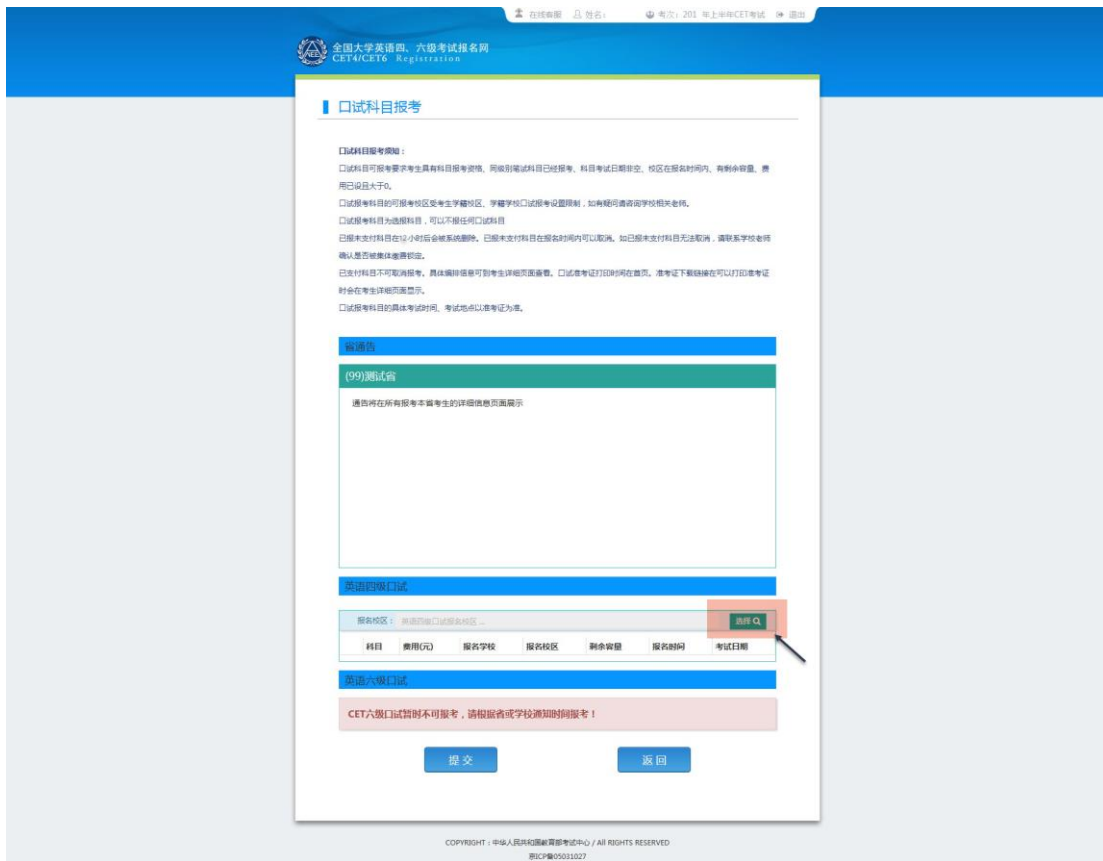 在线客服 姓名： 考次：201 年上半年CET考试 退出
全国大学英语四、六级考试报名网
CET4/CET6 Registration
口试科目报考
口试科目报考须知：
口试科目可报考要求考生具有科目报考资格、同级别笔试科目已经报考、科目考试日期非空、校区在报名时间内、有剩余容量、费
用已设且大于0。
口试报考科目的可报考校区受考生学籍校区、学籍学校口试报考设置限制，如有疑问请咨询学校相关老师。
口试报考科目为选报科目，可以不报任何口试科目
已报未支付科目在12小时后会被系统删除。已报未支付科目在报名时间内可以取消。如已报未支付科目无法取消，请联系学校老师
确认是否被集体缴费锁定。
已支付科目不可取消报考。具体编排信息可到考生详细页面查看。口试准考证打印时间在首页。准考证下载链接在可以打印准考证
时会在考生详细页面显示。
口试报考科目的具体考试时间、考试地点以准考证为准。
省通告
(99)测试省
通告将在所有报考本省考生的详细信息页面展示
英语四级口试
报名校区： 英语四级口试报名校区 ... 选择
科目 费用(元) 报名学校 报名校区 剩余容量 报名时间 考试日期
英语六级口试
CET六级口试暂时不可报考，请根据省或学校通知时间报考！
提 交 返 回
COPYRIGHT：中华人民共和国教育部考试中心 / All RIGHTS RESERVED
京ICP备05031027